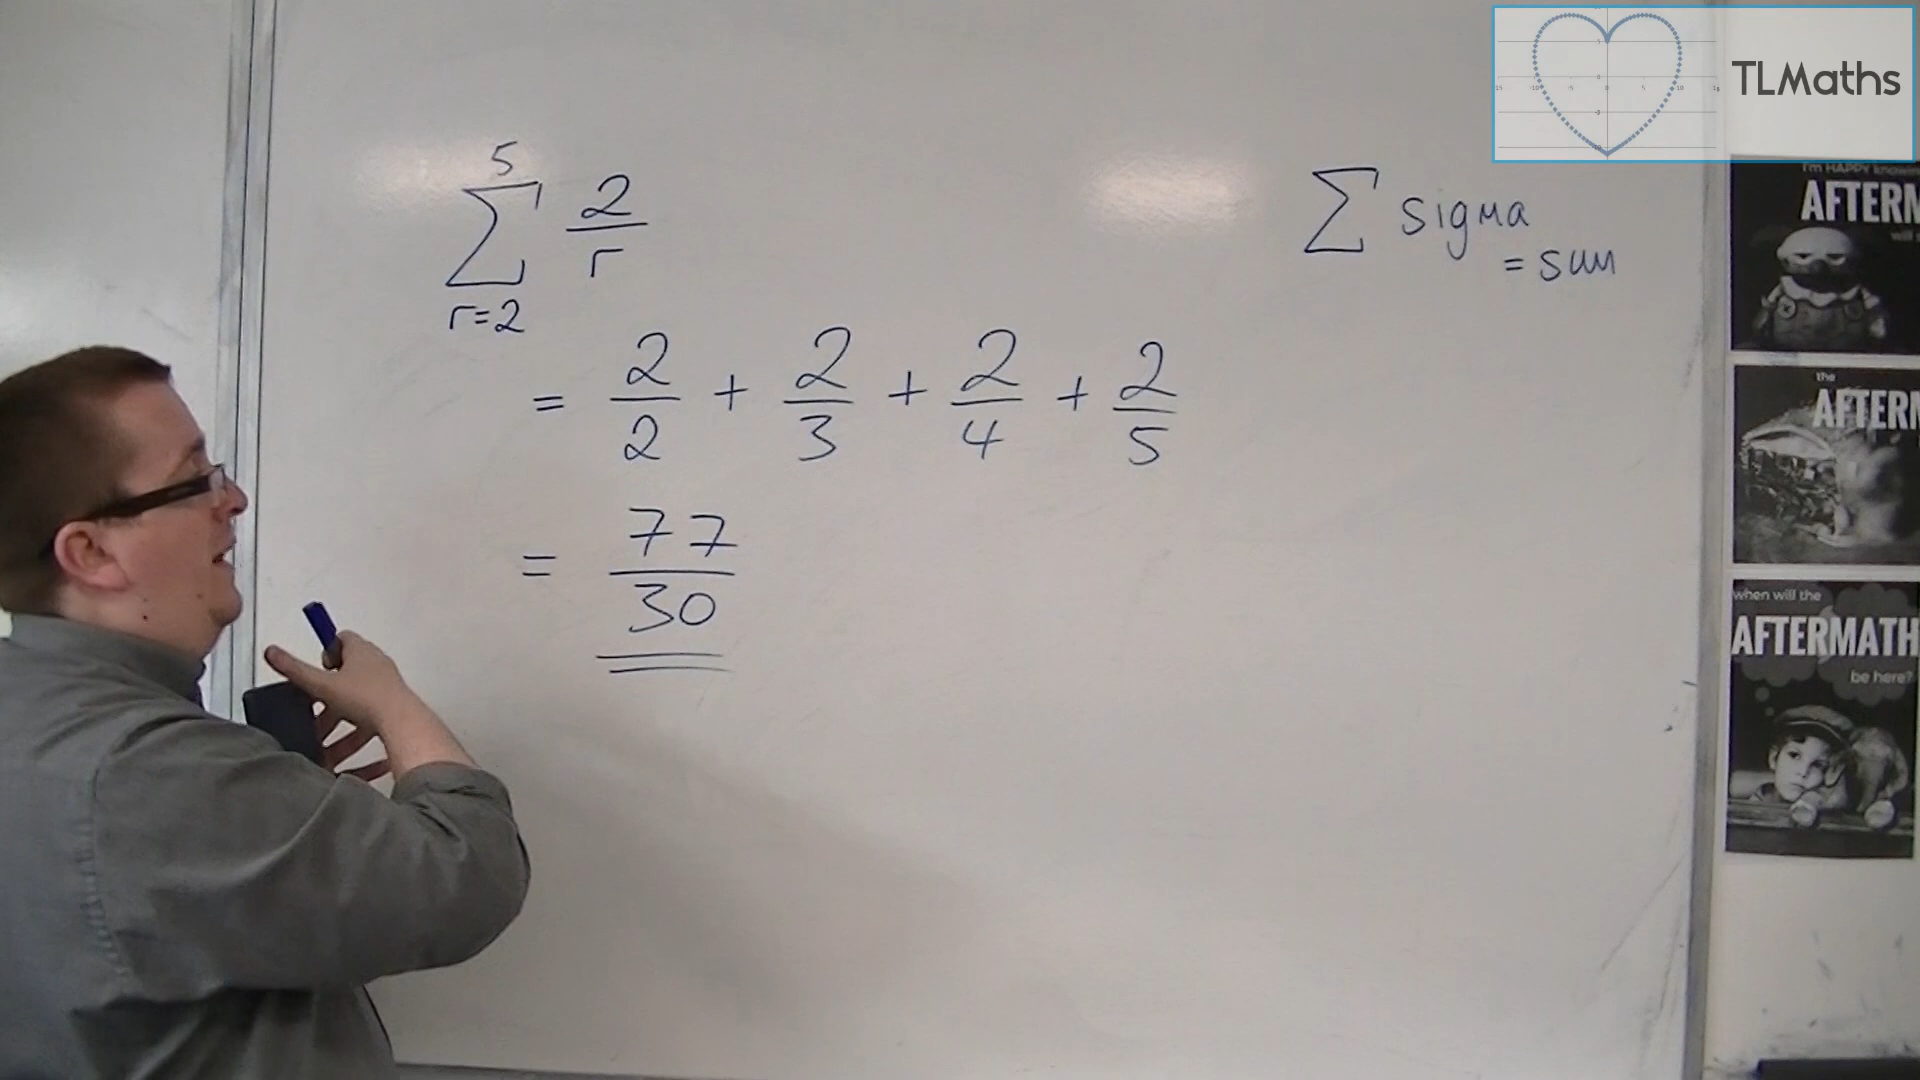 TLMaths
5
∑ 2/r
r=2
∑ sigma
= sum
= 2/2 + 2/3 + 2/4 + 2/5
= 77/30
I'm HAPPY
AFTERM
the
AFTERM
when will the
AFTERMATH
be here?